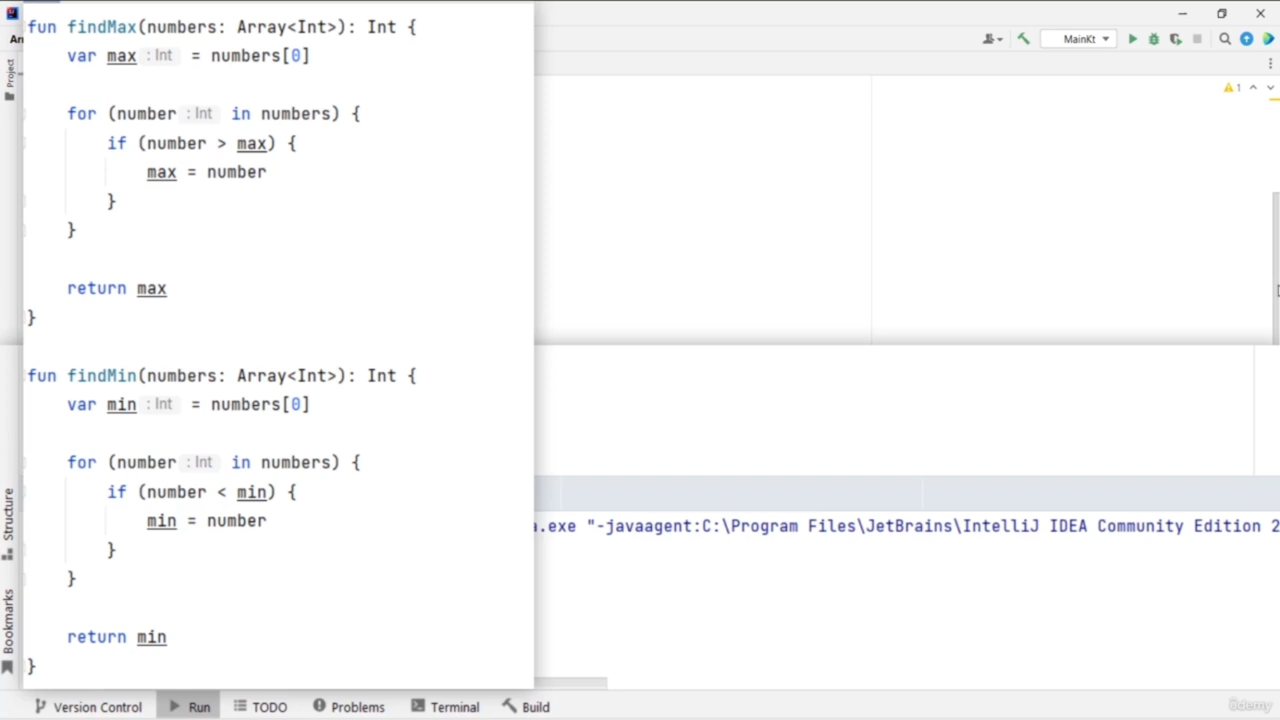 fun findMax(numbers: Array<Int>): Int {
var max : Int = numbers[0]
for (number : Int in numbers) {
if (number > max) {
max = number
}
}
return max
}
fun findMin(numbers: Array<Int>): Int {
var min : Int = numbers[0]
for (number : Int in numbers) {
if (number < min) {
min = number
}
}
return min
}
MainKt
Project
1
a.exe "-javaagent:C:\Program Files\JetBrains\IntelliJ IDEA Community Edition 2
Structure
Bookmarks
Version Control
Run
TODO
Problems
Terminal
Build
ûdemy